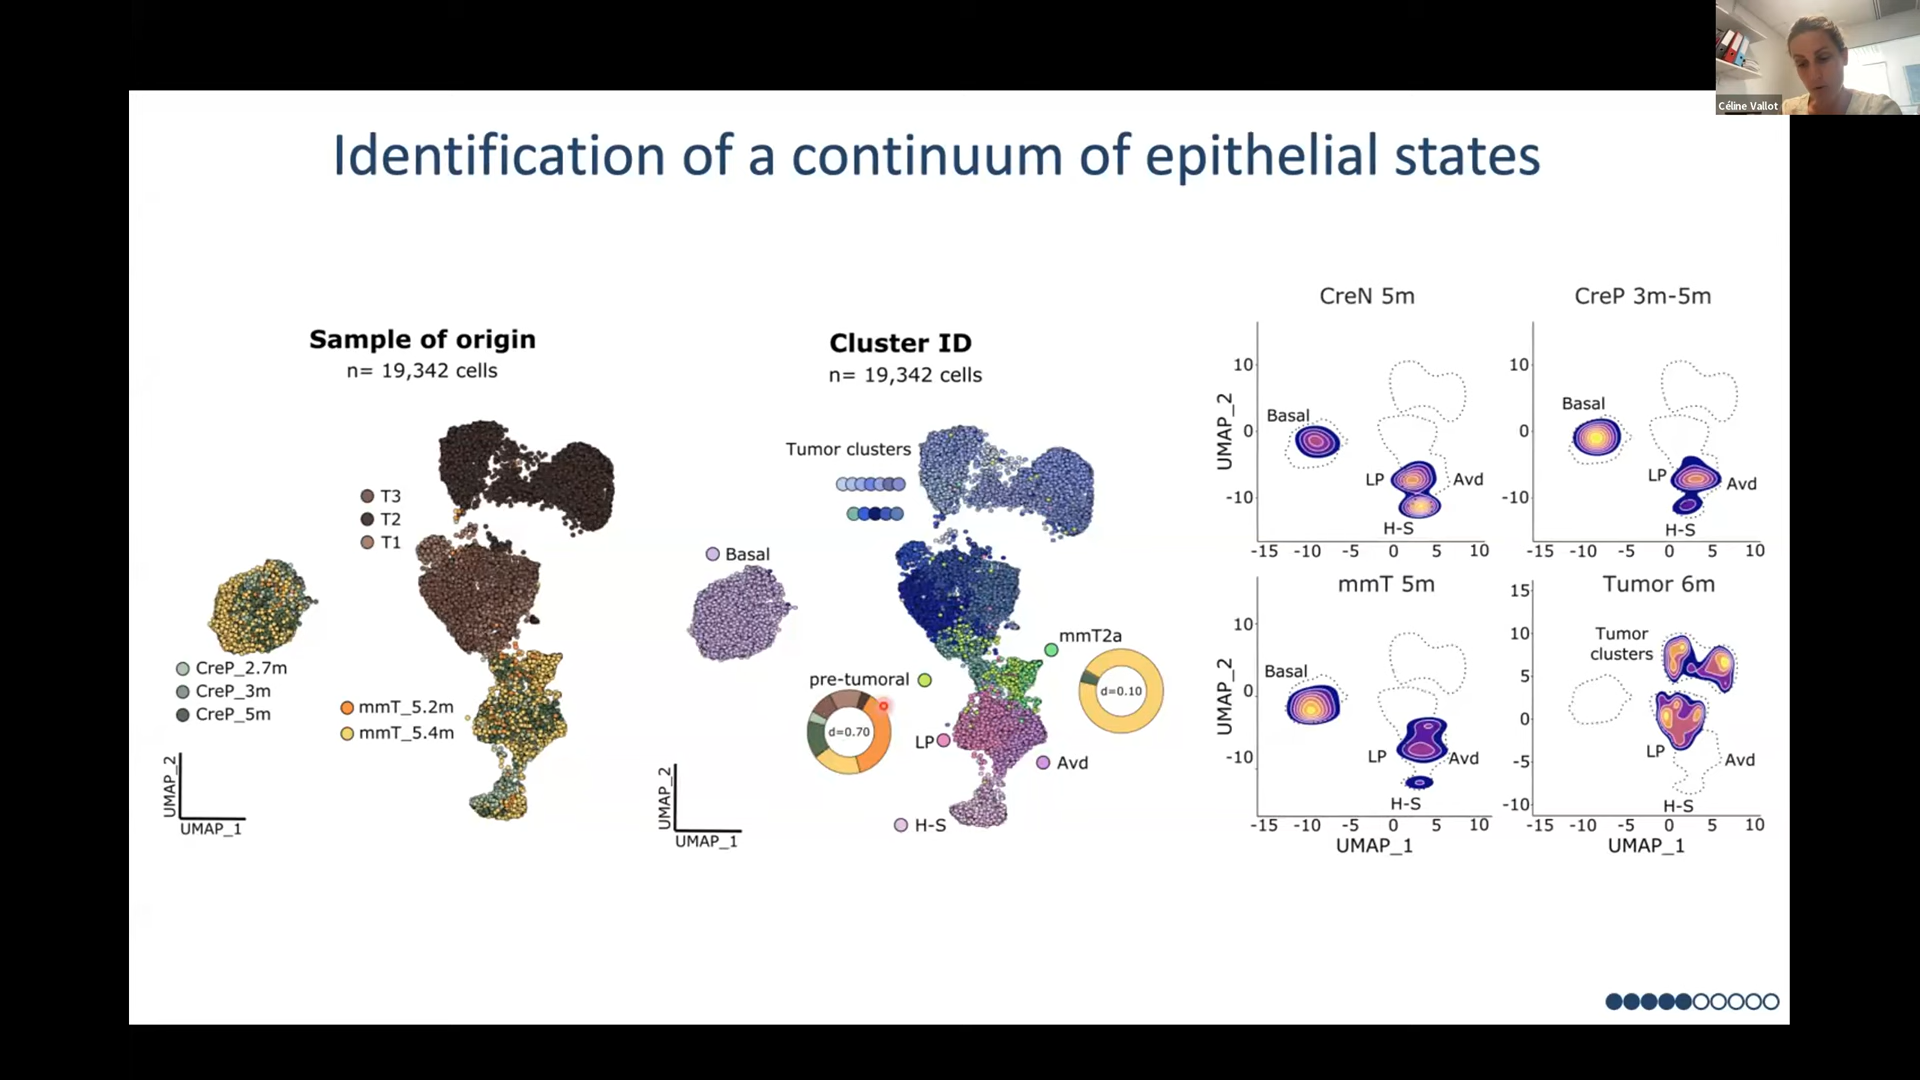 Céline Vallot
Identification of a continuum of epithelial states
Sample of origin
n= 19,342 cells
T3
T2
T1
CreP_2.7m
CreP_3m
CreP_5m
mmT_5.2m
mmT_5.4m
UMAP_2
UMAP_1
Cluster ID
n= 19,342 cells
Tumor clusters
Basal
mmT2a
pre-tumoral
d=0.10
d=0.70
LP
Avd
H-S
UMAP_2
UMAP_1
CreN 5m
UMAP_2
10
0
-10
Basal
LP
Avd
H-S
-15 -10 -5 0 5 10
CreP 3m-5m
10
0
-10
Basal
LP
Avd
H-S
-15 -10 -5 0 5 10
mmT 5m
UMAP_2
10
0
-10
Basal
LP
Avd
H-S
-15 -10 -5 0 5 10
UMAP_1
Tumor 6m
15
10
5
0
-5
-10
Tumor
clusters
LP
Avd
H-S
-15 -10 -5 0 5 10
UMAP_1